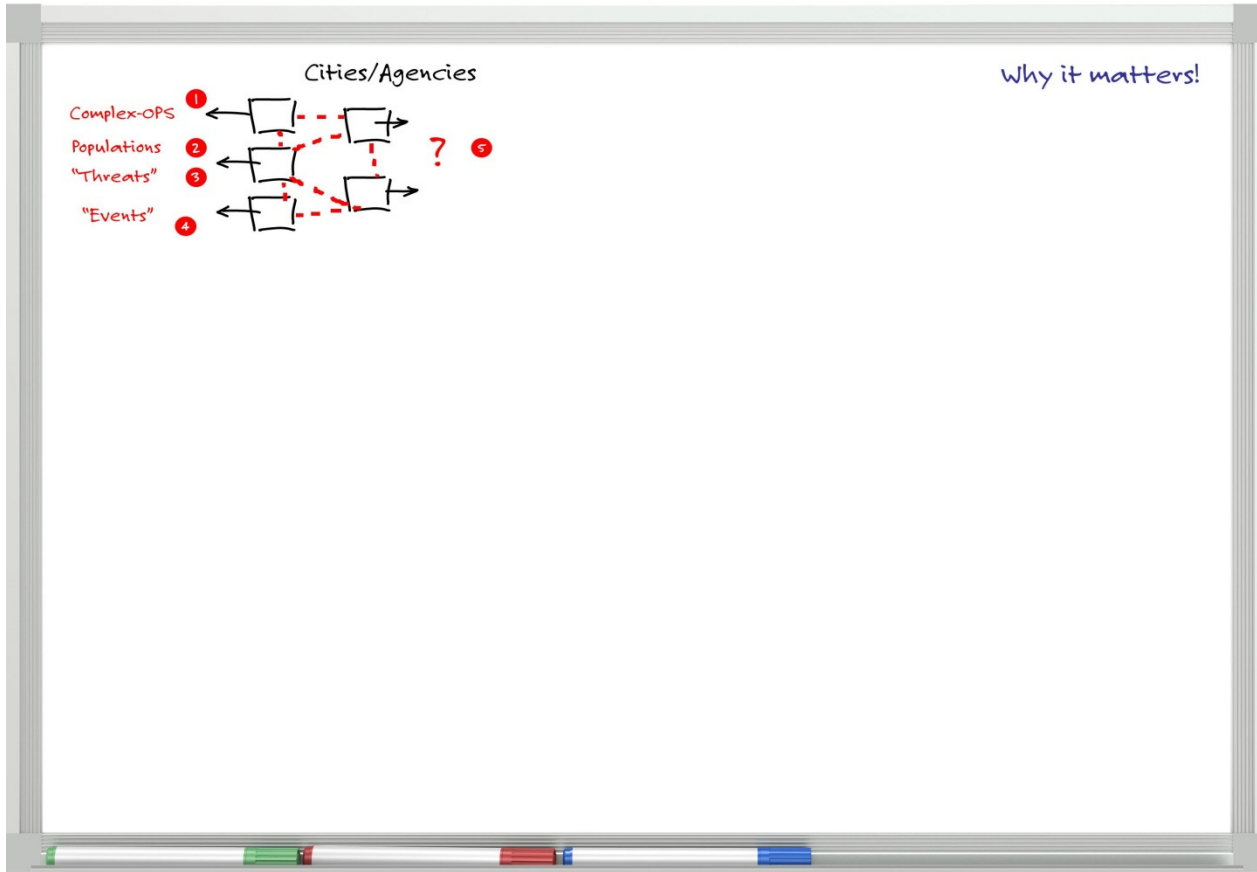 Cities/Agencies
Why it matters!
Complex-OPS 1
Populations 2
"Threats" 3
"Events" 4
? 5